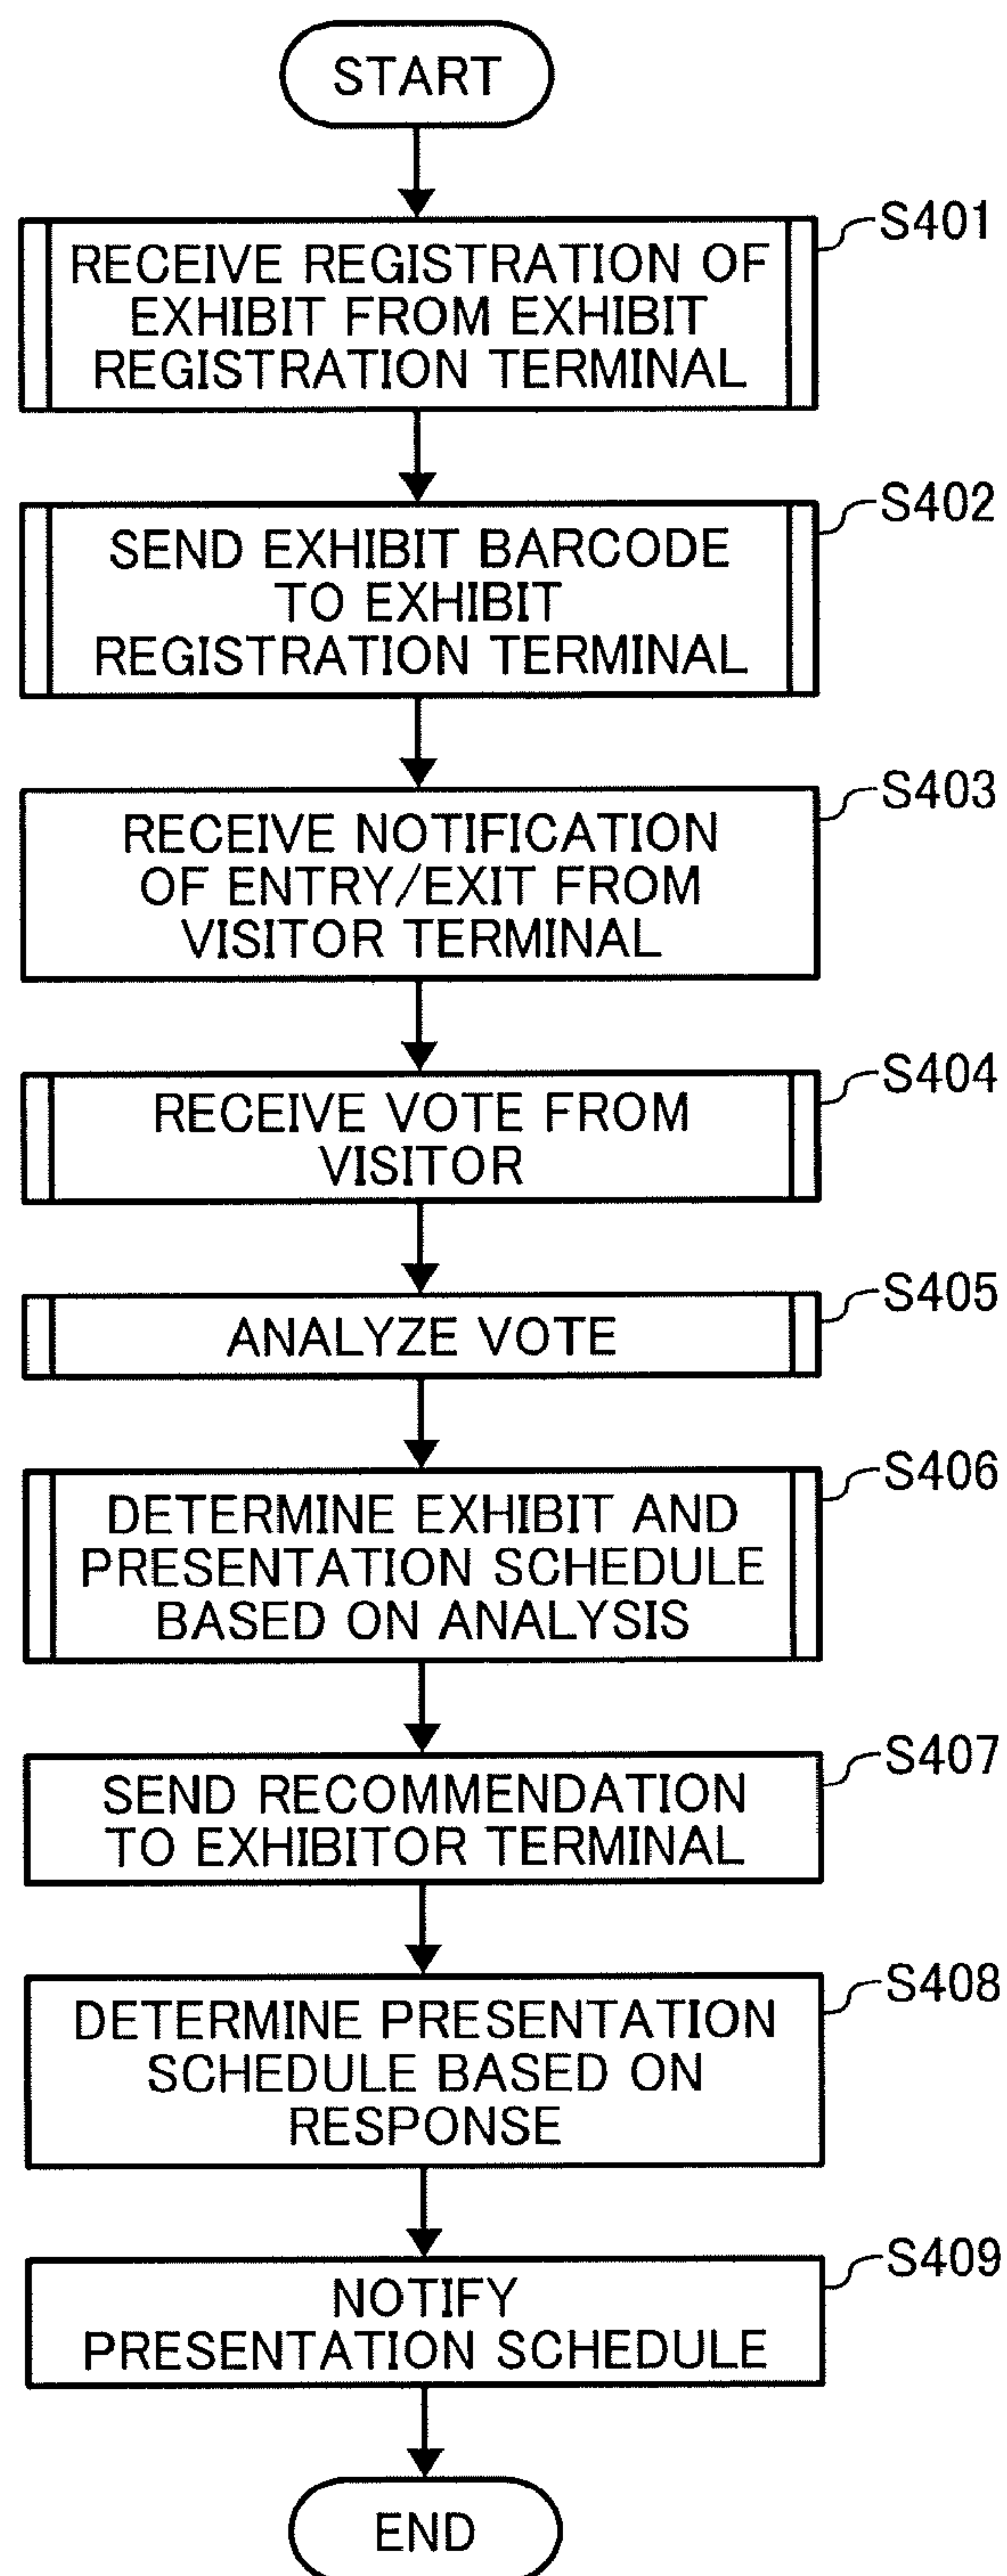 START
S401
RECEIVE REGISTRATION OF
EXHIBIT FROM EXHIBIT
REGISTRATION TERMINAL
S402
SEND EXHIBIT BARCODE
TO EXHIBIT
REGISTRATION TERMINAL
S403
RECEIVE NOTIFICATION
OF ENTRY/EXIT FROM
VISITOR TERMINAL
S404
RECEIVE VOTE FROM
VISITOR
S405
ANALYZE VOTE
S406
DETERMINE EXHIBIT AND
PRESENTATION SCHEDULE
BASED ON ANALYSIS
S407
SEND RECOMMENDATION
TO EXHIBITOR TERMINAL
S408
DETERMINE PRESENTATION
SCHEDULE BASED ON
RESPONSE
S409
NOTIFY
PRESENTATION SCHEDULE
END